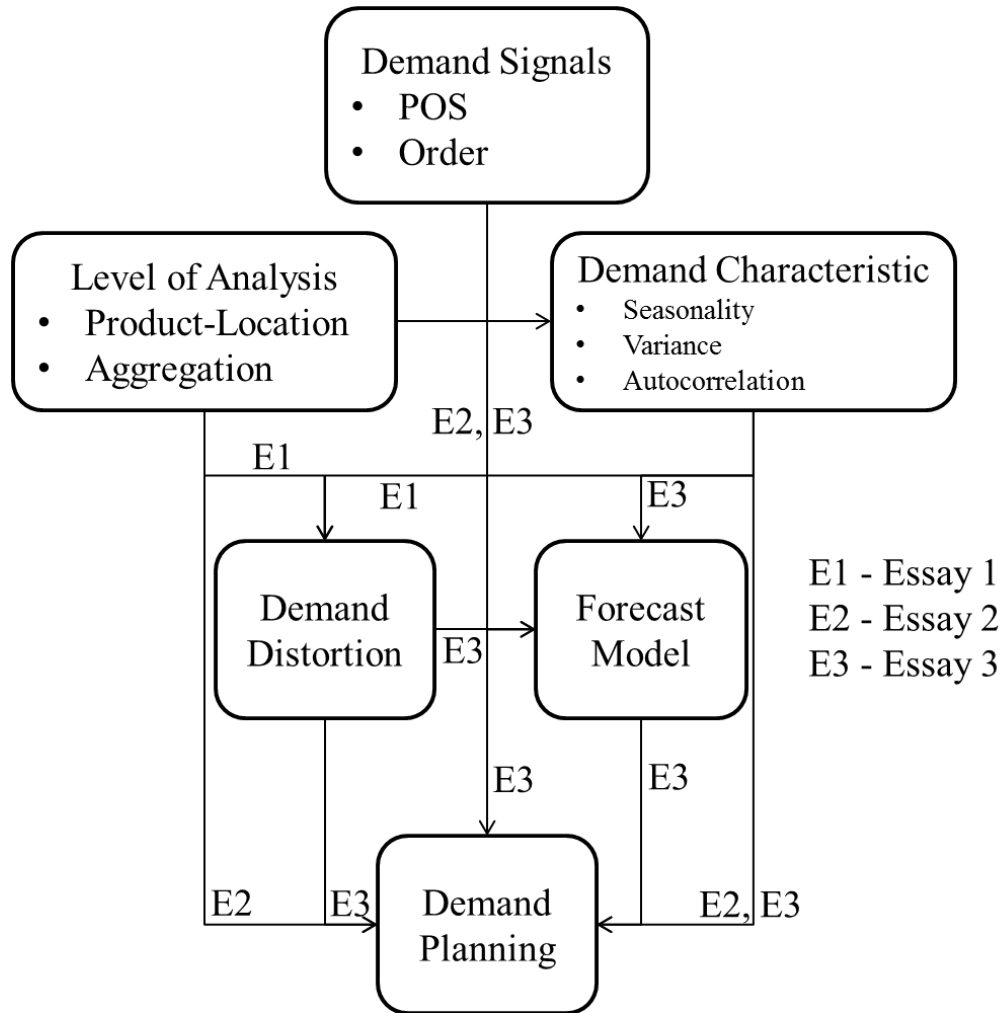 Demand Signals
• POS
• Order
Level of Analysis
• Product-Location
• Aggregation
Demand Characteristic
• Seasonality
• Variance
• Autocorrelation
E2, E3
E1
E1
E3
Demand
Distortion
E3
Forecast
Model
E1 - Essay 1
E2 - Essay 2
E3 - Essay 3
E3
E3
E2
E3
Demand
Planning
E2, E3